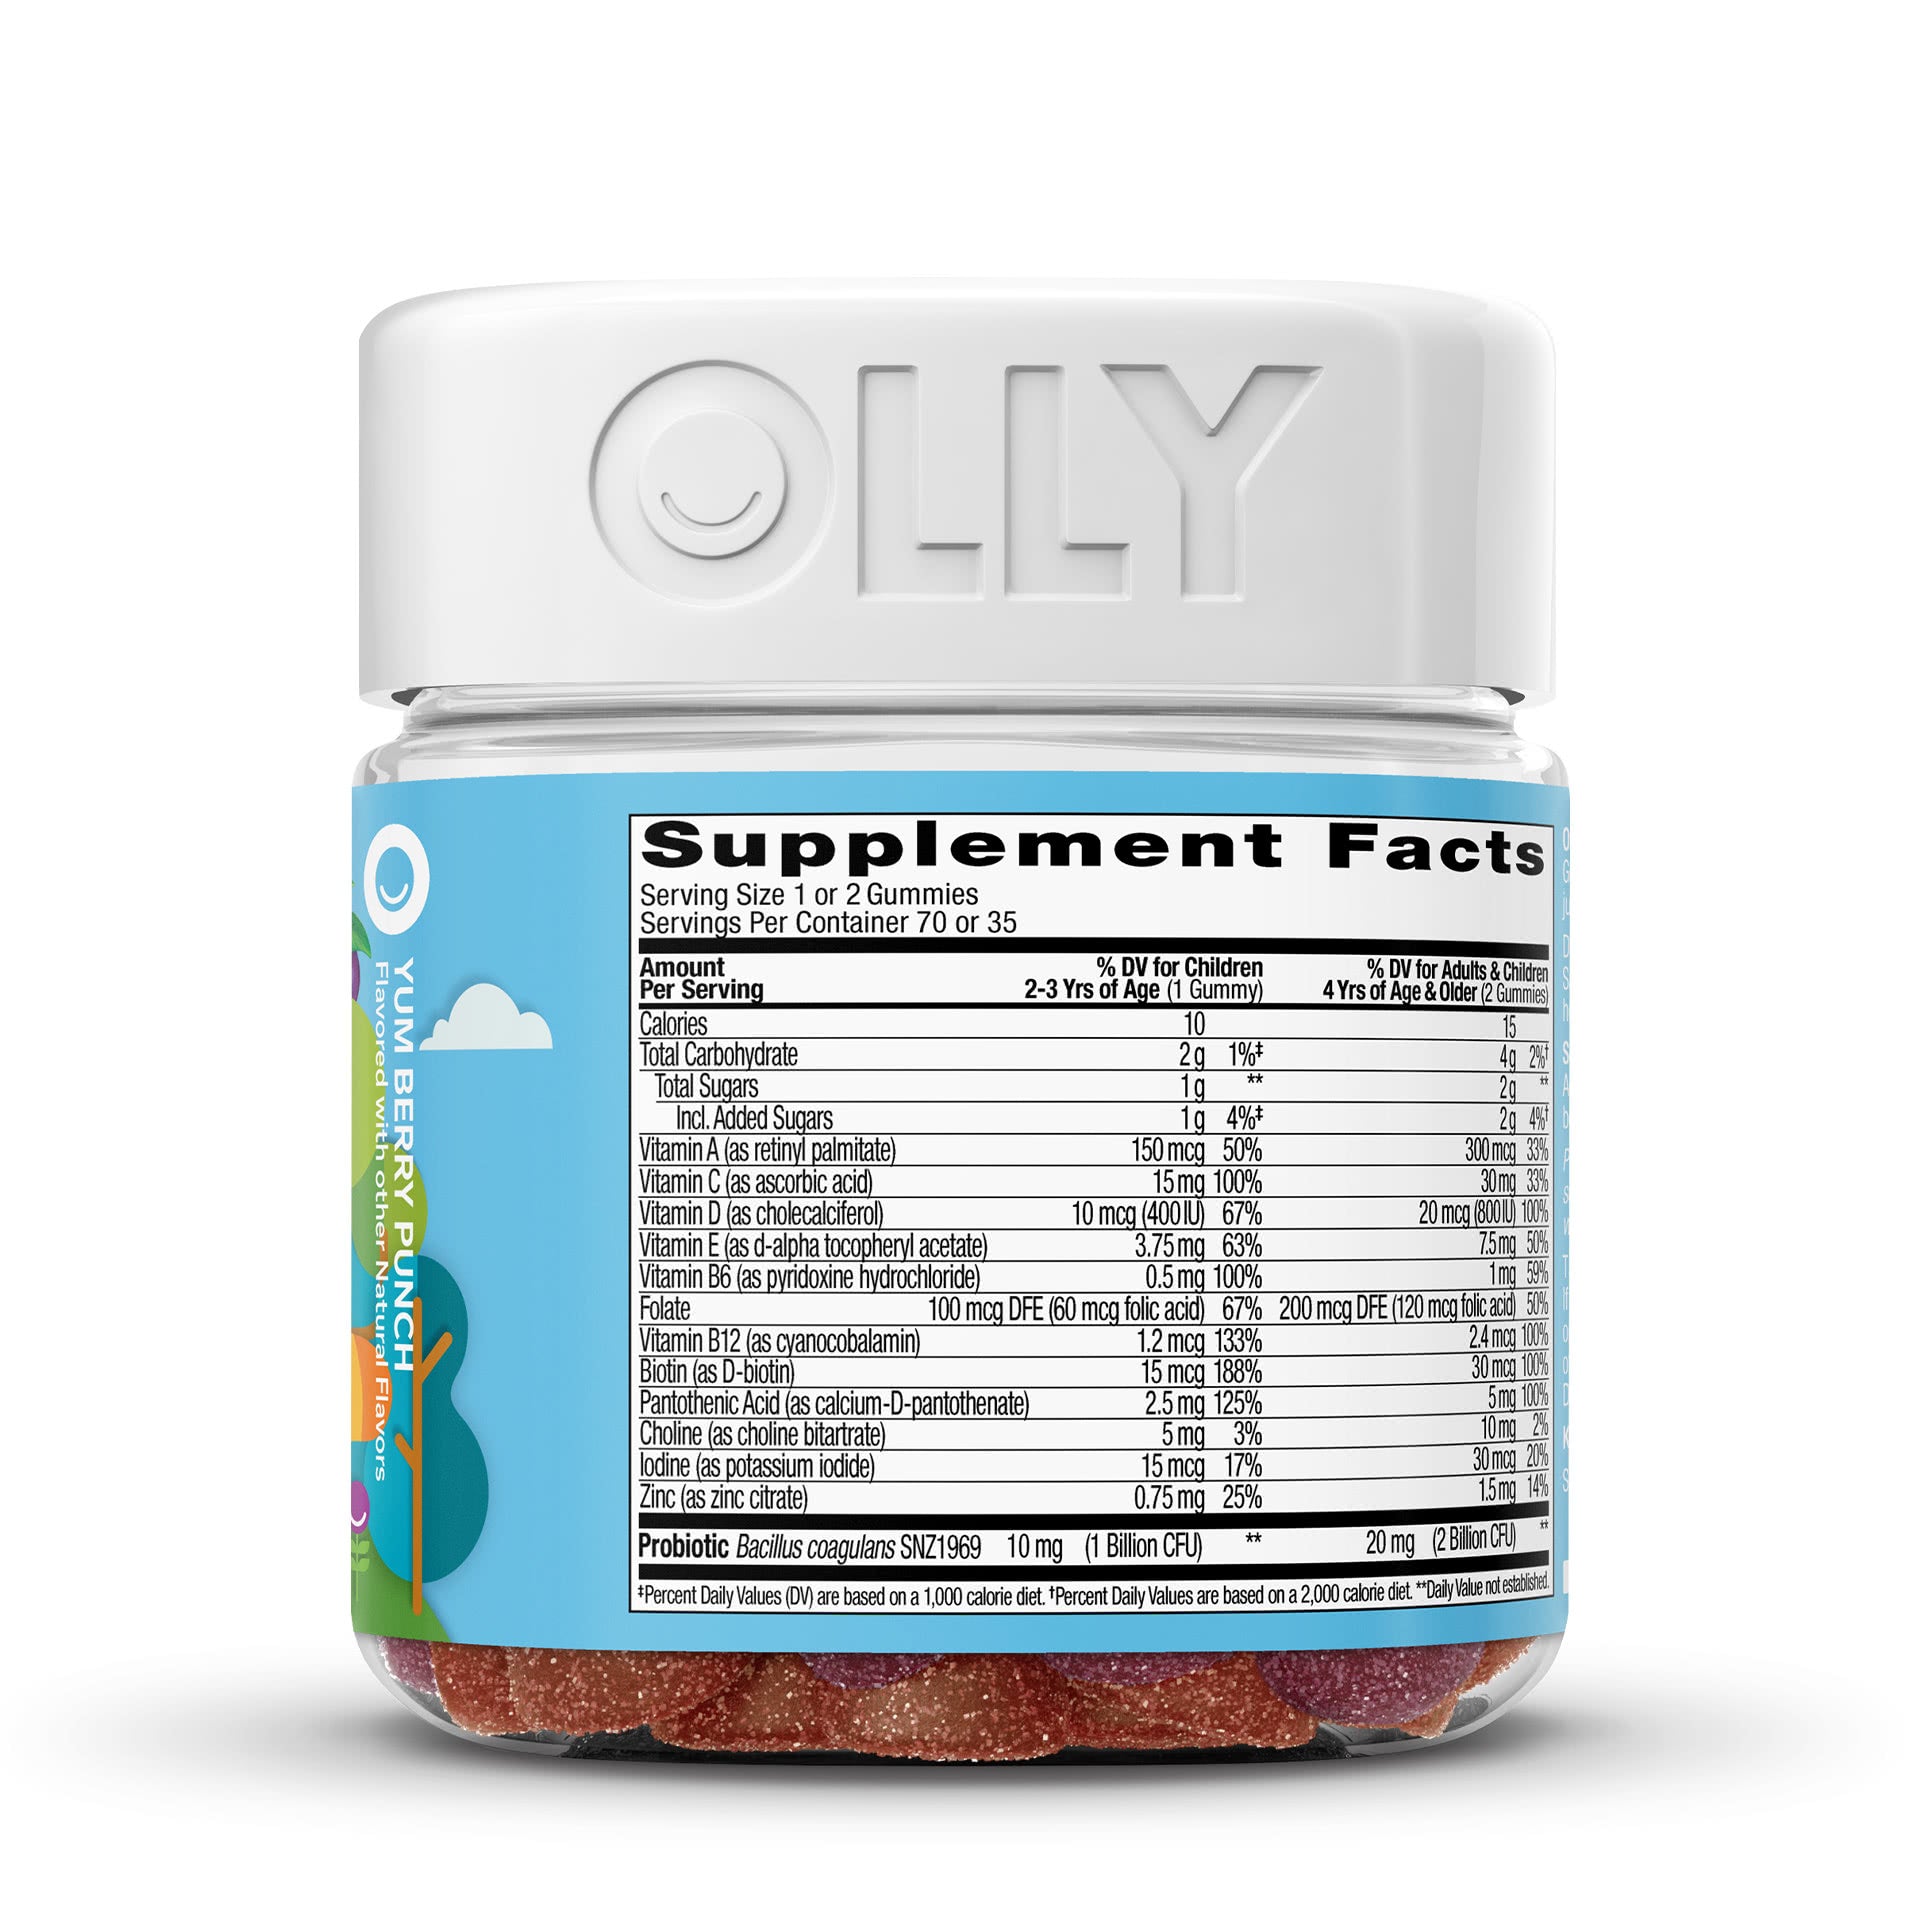 OLLY
YUM BERRY PUNCH
Flavored with other Natural Flavors
Supplement Facts
Serving Size 1 or 2 Gummies
Servings Per Container 70 or 35
Amount Per Serving % DV for Children 2-3 Yrs of Age (1 Gummy) % DV for Adults & Children 4 Yrs of Age & Older (2 Gummies)
Calories 10 15
Total Carbohydrate 2 g 1%‡ 4 g 2%†
Total Sugars 1 g ** 2 g **
Incl. Added Sugars 1 g 4%‡ 2 g 4%†
Vitamin A (as retinyl palmitate) 150 mcg 50% 300 mcg 33%
Vitamin C (as ascorbic acid) 15 mg 100% 30 mg 33%
Vitamin D (as cholecalciferol) 10 mcg (400 IU) 67% 20 mcg (800 IU) 100%
Vitamin E (as d-alpha tocopheryl acetate) 3.75 mg 63% 7.5 mg 50%
Vitamin B6 (as pyridoxine hydrochloride) 0.5 mg 100% 1 mg 59%
Folate 100 mcg DFE (60 mcg folic acid) 67% 200 mcg DFE (120 mcg folic acid) 50%
Vitamin B12 (as cyanocobalamin) 1.2 mcg 133% 2.4 mcg 100%
Biotin (as D-biotin) 15 mcg 188% 30 mcg 100%
Pantothenic Acid (as calcium-D-pantothenate) 2.5 mg 125% 5 mg 100%
Choline (as choline bitartrate) 5 mg 3% 10 mg 2%
Iodine (as potassium iodide) 15 mcg 17% 30 mcg 20%
Zinc (as zinc citrate) 0.75 mg 25% 1.5 mg 14%
Probiotic Bacillus coagulans SNZ1969 10 mg (1 Billion CFU) ** 20 mg (2 Billion CFU) **
‡Percent Daily Values (DV) are based on a 1,000 calorie diet. †Percent Daily Values are based on a 2,000 calorie diet. **Daily Value not established.